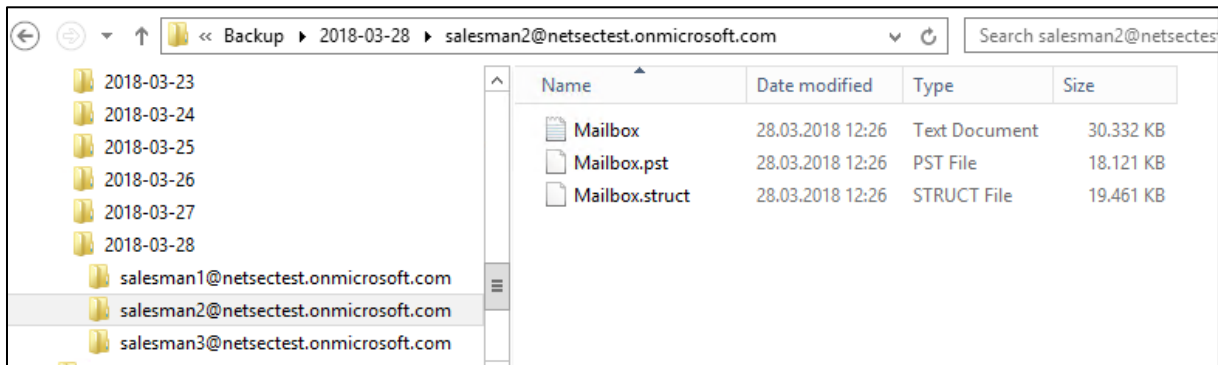 « Backup 2018-03-28 salesman2@netsectest.onmicrosoft.com Search salesman2@netsectest
2018-03-23
2018-03-24
2018-03-25
2018-03-26
2018-03-27
2018-03-28
salesman1@netsectest.onmicrosoft.com
salesman2@netsectest.onmicrosoft.com
salesman3@netsectest.onmicrosoft.com
Name Date modified Type Size
Mailbox 28.03.2018 12:26 Text Document 30.332 KB
Mailbox.pst 28.03.2018 12:26 PST File 18.121 KB
Mailbox.struct 28.03.2018 12:26 STRUCT File 19.461 KB